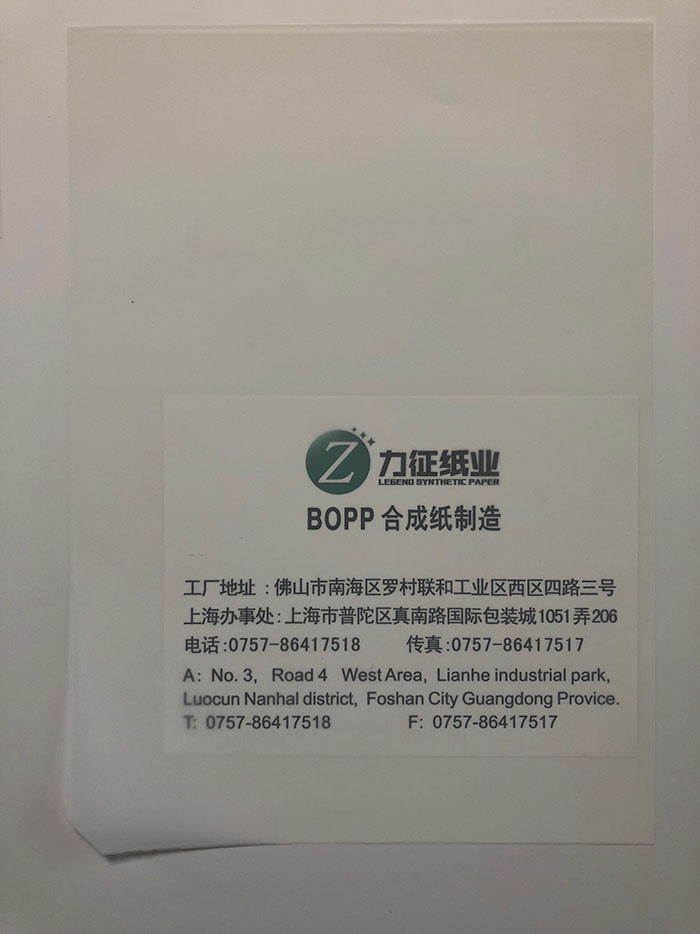 Z 力征纸业
LEGEND SYNTHETIC PAPER
BOPP 合成纸制造
工厂地址 : 佛山市南海区罗村联和工业区西区四路三号
上海办事处: 上海市普陀区真南路国际包装城1051弄206
电话:0757-86417518 传真:0757-86417517
A: No. 3, Road 4 West Area, Lianhe industrial park,
Luocun Nanhal district, Foshan City Guangdong Provice.
T: 0757-86417518 F: 0757-86417517